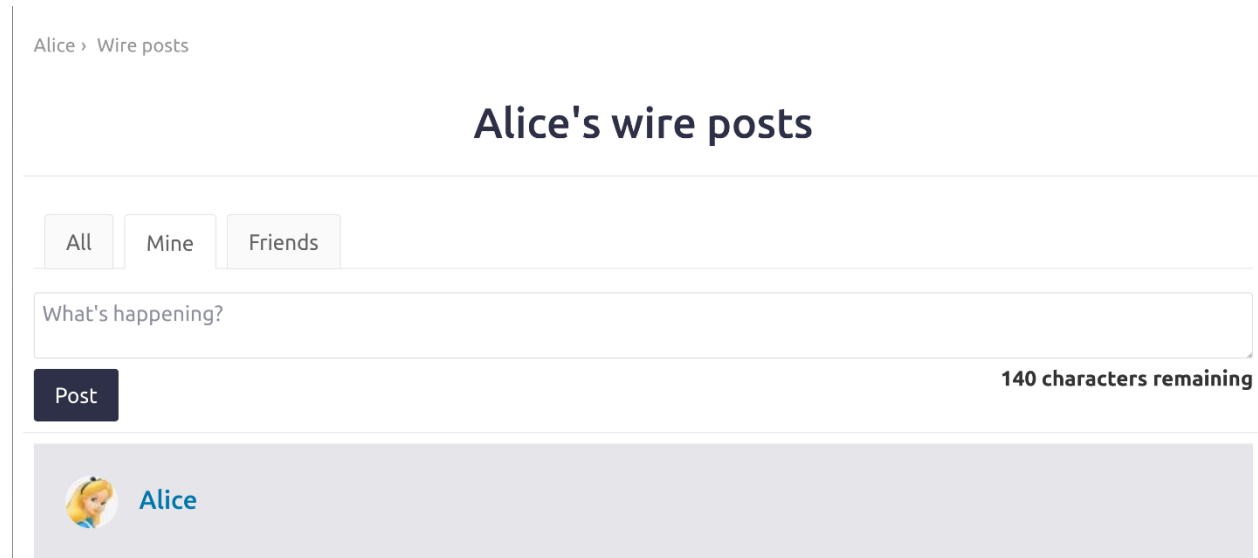 Alice › Wire posts
Alice's wire posts
All Mine Friends
What's happening?
140 characters remaining
Post
Alice